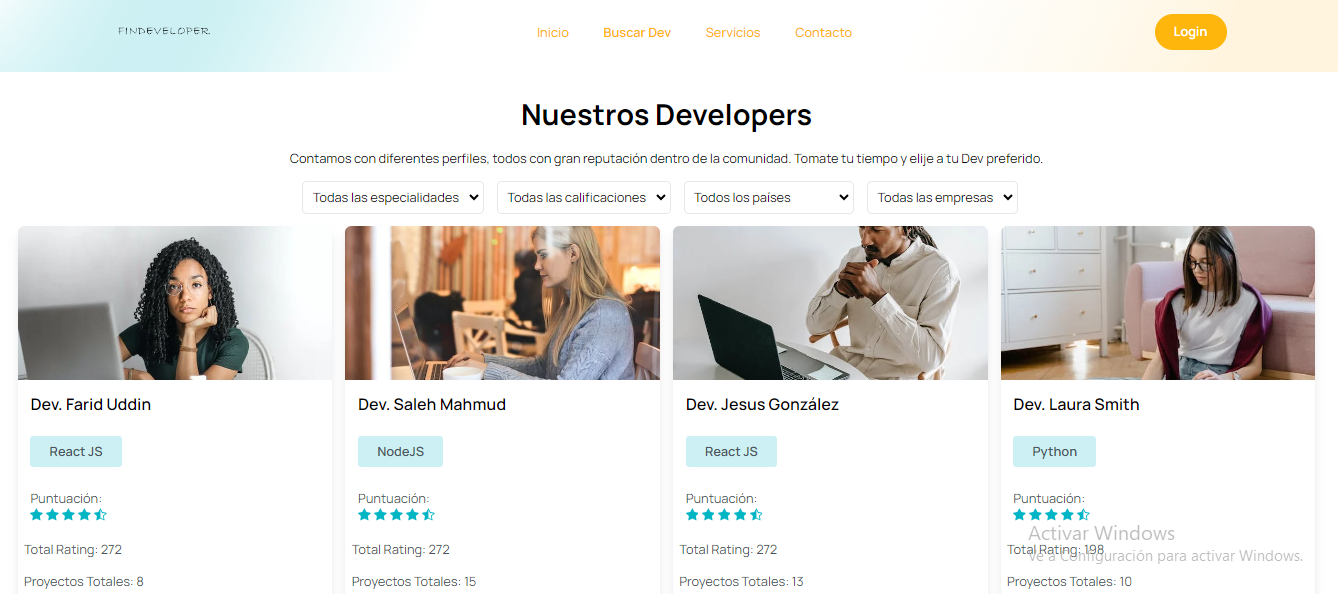 FINDEVELOPER
Inicio Buscar Dev Servicios Contacto Login
Nuestros Developers
Contamos con diferentes perfiles, todos con gran reputación dentro de la comunidad. Tomate tu tiempo y elije a tu Dev preferido.
Todas las especialidades Todas las calificaciones Todos los países Todas las empresas
Dev. Farid Uddin Dev. Saleh Mahmud Dev. Jesus González Dev. Laura Smith
React JS NodeJS React JS Python
Puntuación: Puntuación: Puntuación: Puntuación:
Activar Windows
Total Rating: 272 Total Rating: 272 Total Rating: 272 Total Rating: 198
Ve a Configuración para activar Windows.
Proyectos Totales: 8 Proyectos Totales: 15 Proyectos Totales: 13 Proyectos Totales: 10